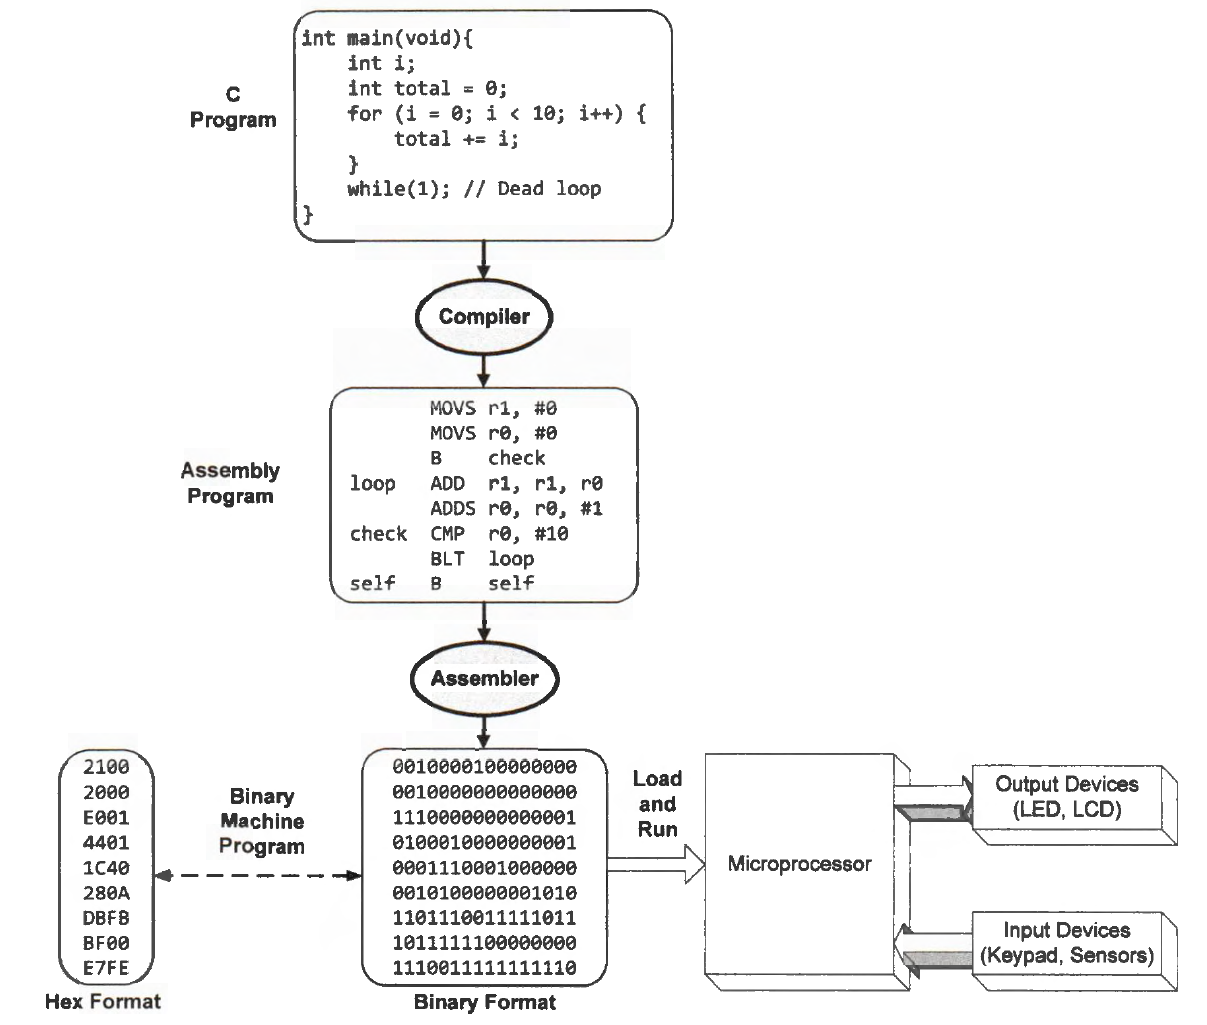 C
Program
int main(void){
    int i;
    int total = 0;
    for (i = 0; i < 10; i++) {
        total += i;
    }
    while(1); // Dead loop
}
Compiler
Assembly
Program
MOVS r1, #0
MOVS r0, #0
B check
loop ADD r1, r1, r0
ADDS r0, r0, #1
check CMP r0, #10
BLT loop
self B self
Assembler
2100
2000
E001
4401
1C40
280A
DBFB
BF00
E7FE
Hex Format
Binary
Machine
Program
0010000100000000
0010000000000000
1110000000000001
0100010000000001
0001110001000000
0010100000001010
1101110011111011
1011111100000000
1110011111111110
Binary Format
Load
and
Run
Microprocessor
Output Devices
(LED, LCD)
Input Devices
(Keypad, Sensors)